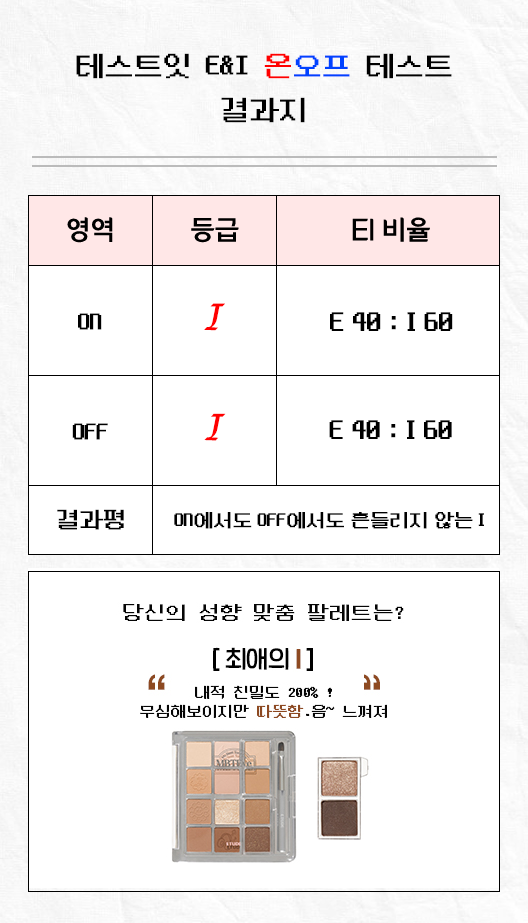 테스트잇 E&I 온오프 테스트
결과지
영역 등급 EI 비율
ON I E 40 : I 60
OFF I E 40 : I 60
결과평 ON에서도 OFF에서도 흔들리지 않는 I
당신의 성향 맞춤 팔레트는?
[ 최애의 I ]
“ 내적 친밀도 200% ! ”
무심해보이지만 따뜻함.음~ 느껴져
ETUDE